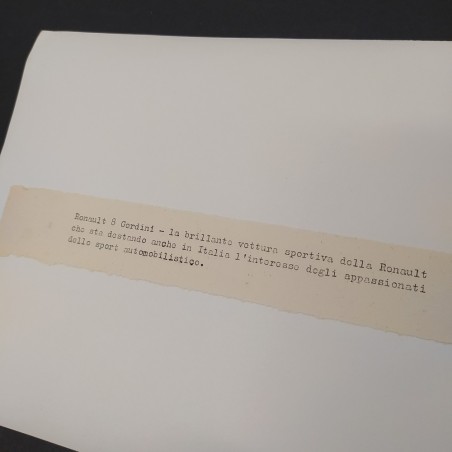 Renault 8 Gordini - la brillante vettura sportiva della Renault
che sta destando anche in Italia l'interesse degli appassionati
dello sport automobilistico.